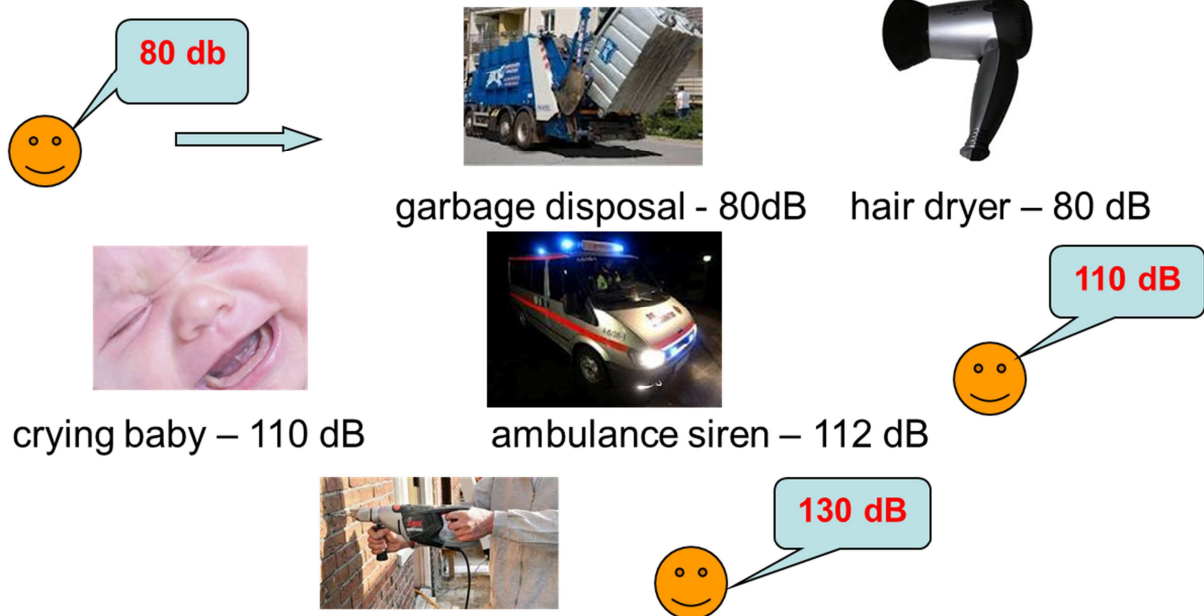 80 db
garbage disposal - 80dB
hair dryer – 80 dB
110 dB
crying baby – 110 dB
ambulance siren – 112 dB
130 dB